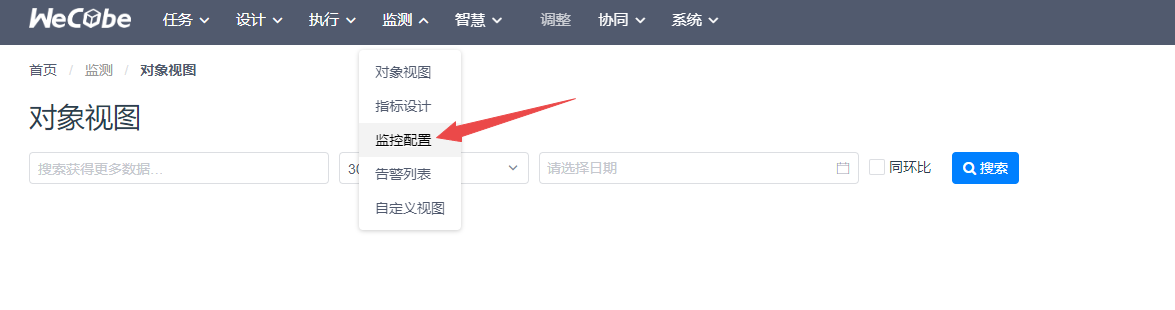 WeCube 任务 设计 执行 监测 智慧 调整 协同 系统
首页 / 监测 / 对象视图
对象视图
指标设计
监控配置
告警列表
自定义视图
对象视图
搜索获得更多数据... 30 请选择日期 同环比 搜索